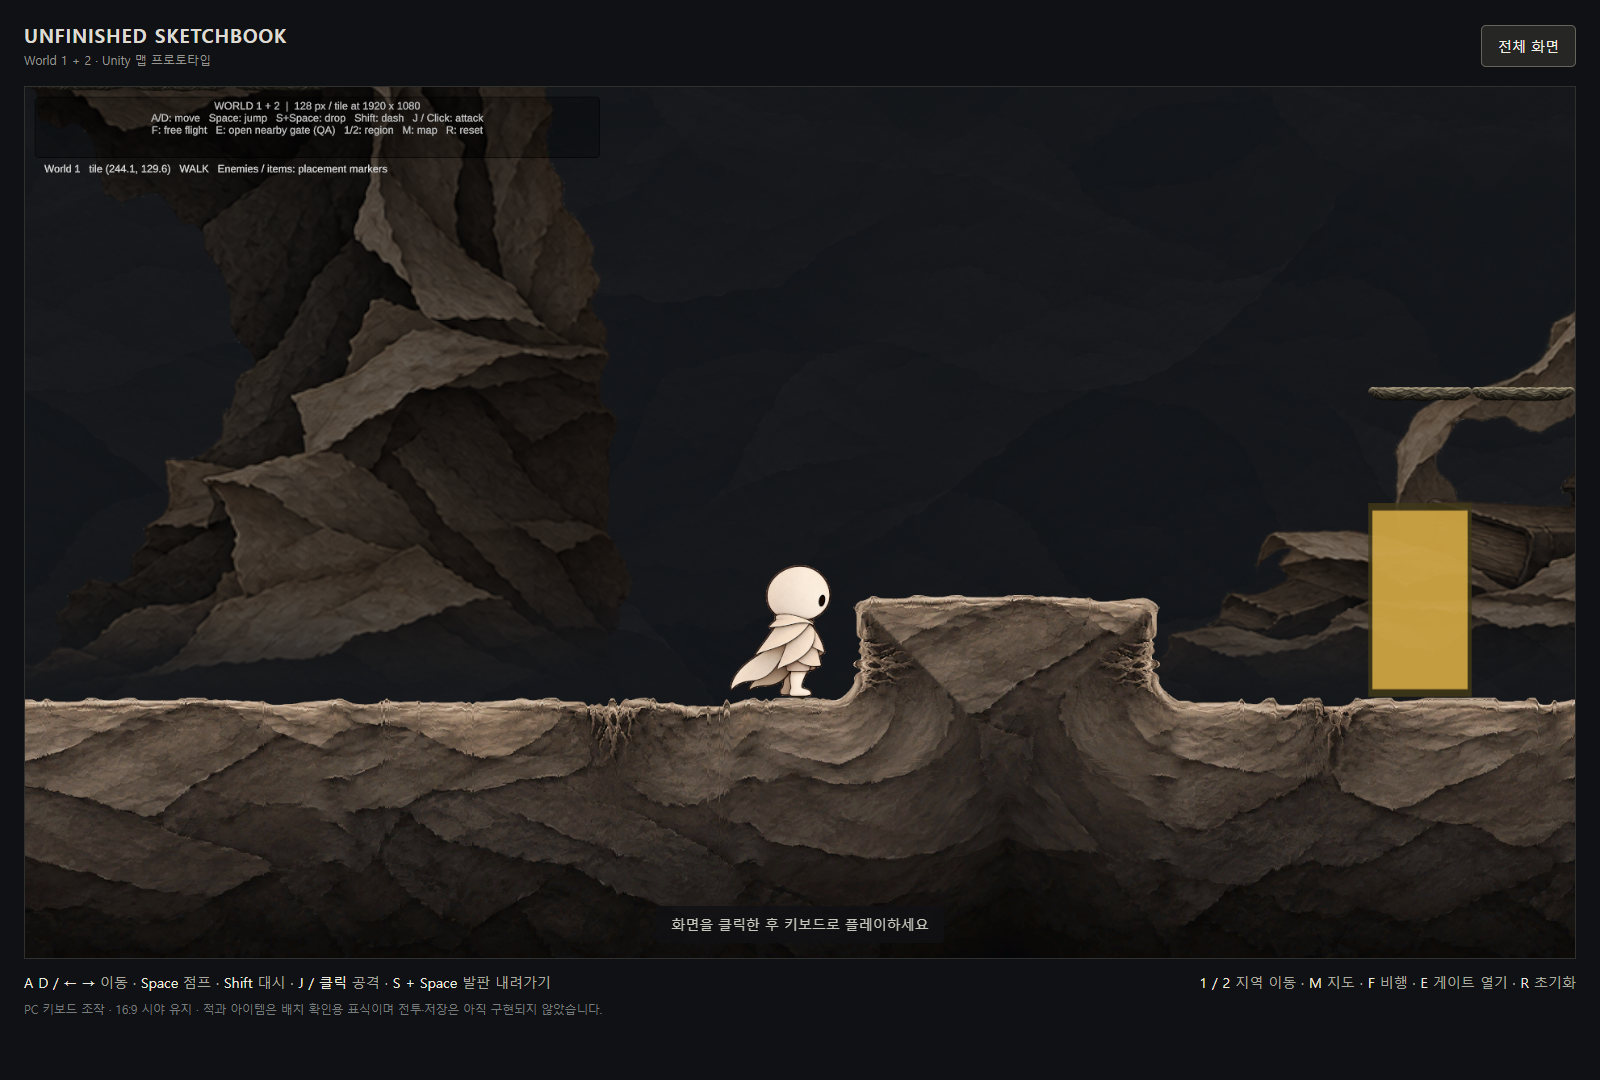 UNFINISHED SKETCHBOOK
World 1 + 2 · Unity 맵 프로토타입
전체 화면
WORLD 1 + 2 | 128 px / tile at 1920 x 1080
A/D: move Space: jump S+Space: drop Shift: dash J / Click: attack
F: free flight E: open nearby gate (QA) 1/2: region M: map R: reset
World 1 tile (244.1, 129.6) WALK Enemies / items: placement markers
화면을 클릭한 후 키보드로 플레이하세요
A D / ← → 이동 · Space 점프 · Shift 대시 · J / 클릭 공격 · S + Space 발판 내려가기
1 / 2 지역 이동 · M 지도 · F 비행 · E 게이트 열기 · R 초기화
PC 키보드 조작 · 16:9 시야 유지 · 적과 아이템은 배치 확인용 표식이며 전투·저장은 아직 구현되지 않았습니다.